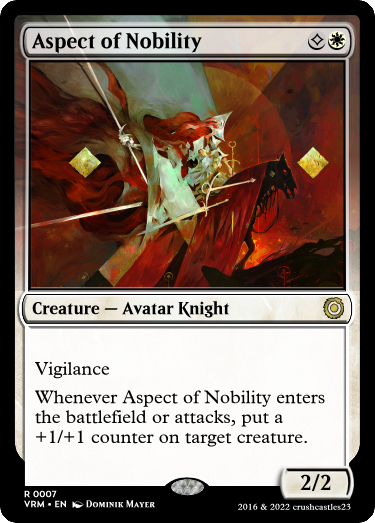 Aspect of Nobility
Creature — Avatar Knight
Vigilance
Whenever Aspect of Nobility enters
the battlefield or attacks, put a
+1/+1 counter on target creature.
2/2
R 0007
VRM • EN Dominik Mayer
2016 & 2022 crushcastles23